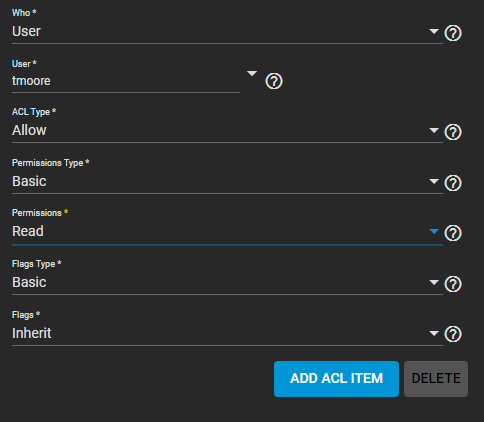 Who *
User
User *
tmoore
ACL Type *
Allow
Permissions Type *
Basic
Permissions *
Read
Flags Type *
Basic
Flags *
Inherit
ADD ACL ITEM DELETE